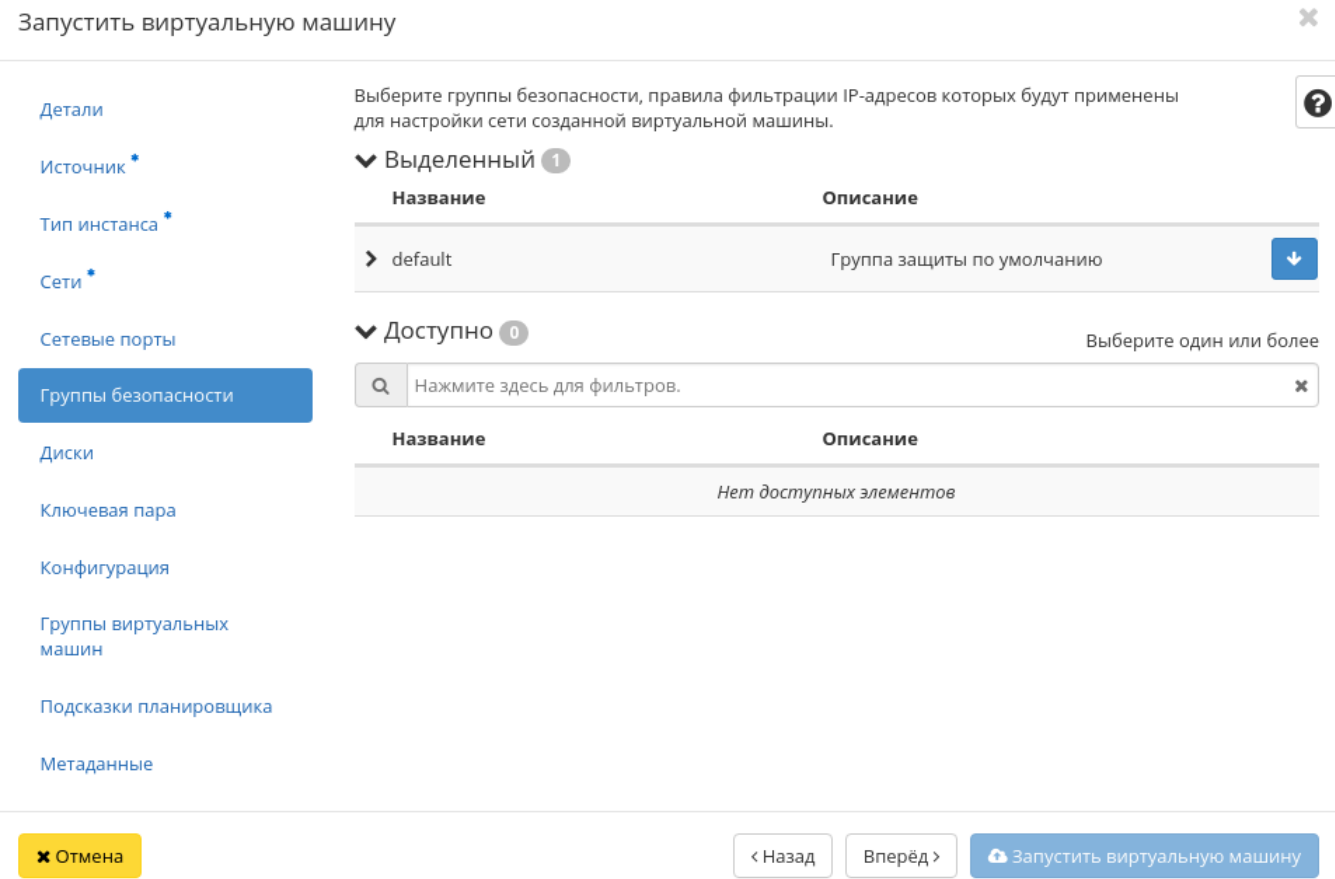 Запустить виртуальную машину
Детали
Источник *
Тип инстанса *
Сети *
Сетевые порты
Группы безопасности
Диски
Ключевая пара
Конфигурация
Группы виртуальных
машин
Подсказки планировщика
Метаданные
Выберите группы безопасности, правила фильтрации IP-адресов которых будут применены
для настройки сети созданной виртуальной машины.
Выделенный 1
Название Описание
default Группа защиты по умолчанию
Доступно 0
Выберите один или более
Нажмите здесь для фильтров.
Название Описание
Нет доступных элементов
Отмена
< Назад
Вперёд >
Запустить виртуальную машину